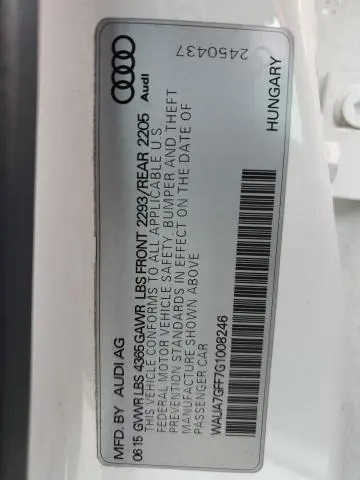 Audi
2450437
MFD. BY AUDI AG
06 15 GVWR LBS 4365 GAWR LBS FRONT 2293/REAR 2205
THIS VEHICLE CONFORMS TO ALL APPLICABLE U.S.
FEDERAL MOTOR VEHICLE SAFETY, BUMPER AND THEFT
PREVENTION STANDARDS IN EFFECT ON THE DATE OF
MANUFACTURE SHOWN ABOVE
PASSENGER CAR
HUNGARY
WAUA7GFF7G1008246